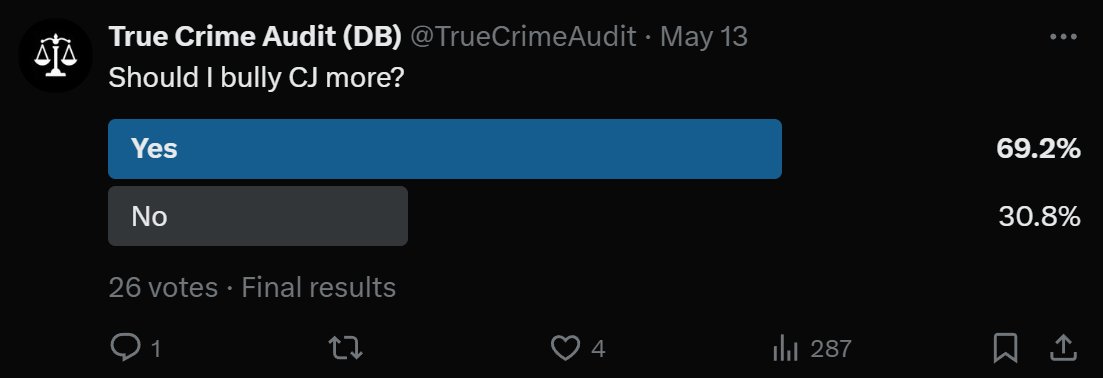 True Crime Audit (DB) @TrueCrimeAudit · May 13
Should I bully CJ more?
Yes 69.2%
No 30.8%
26 votes · Final results
1 4 287